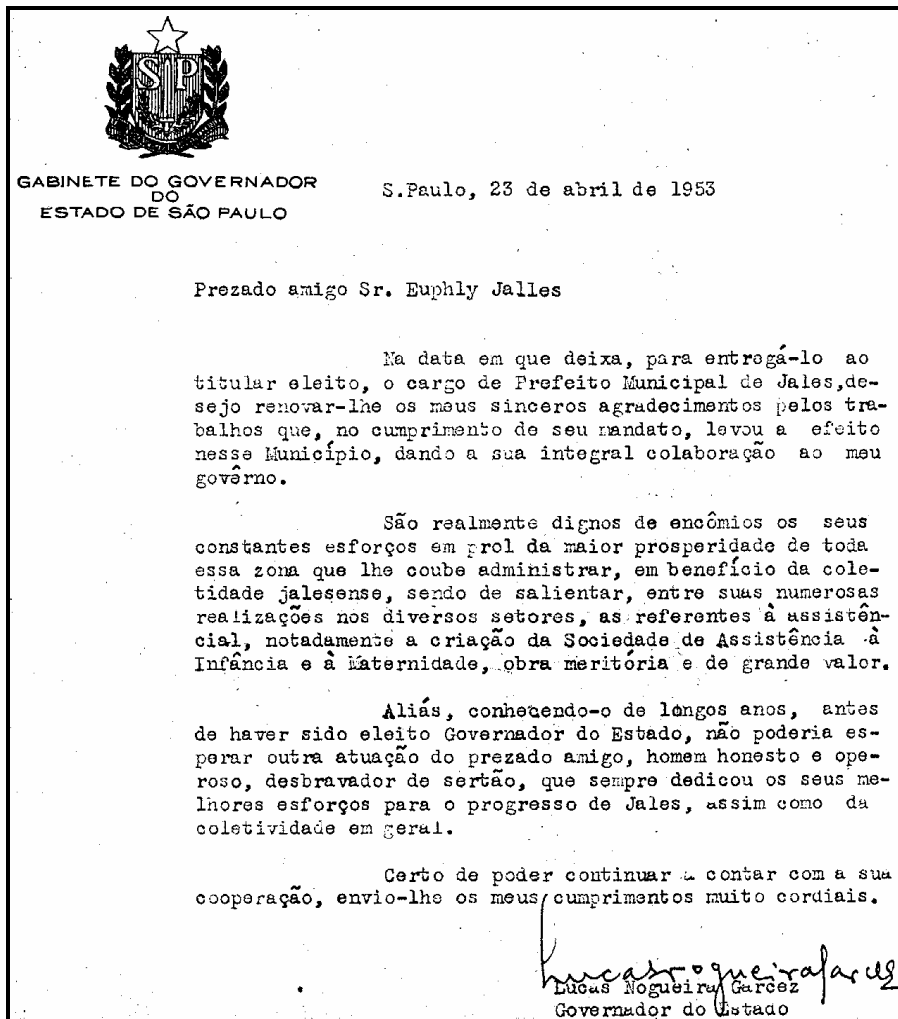 SP
GABINETE DO GOVERNADOR
DO
ESTADO DE SÃO PAULO
S.Paulo, 23 de abril de 1953
Prezado amigo Sr. Euphly Jalles
Na data em que deixa, para entregá-lo ao
titular eleito, o cargo de Prefeito Municipal de Jales,de-
sejo renovar-lhe os meus sinceros agradecimentos pelos tra-
balhos que, no cumprimento de seu mandato, levou a efeito
nesse Município, dando a sua integral colaboração ao meu
govêrno.
São realmente dignos de encômios os seus
constantes esforços em prol da maior prosperidade de toda
essa zona que lhe coube administrar, em benefício da cole-
tidade jalesense, sendo de salientar, entre suas numerosas
realizações nos diversos setores, as referentes à assistên-
cial, notadamente a criação da Sociedade de Assistência à
Infância e à Maternidade, obra meritória e de grande valor.
Aliás, conhecendo-o de longos anos, antes
de haver sido eleito Governador do Estado, não poderia es-
perar outra atuação do prezado amigo, homem honesto e ope-
roso, desbravador de sertão, que sempre dedicou os seus me-
lhores esforços para o progresso de Jales, assim como da
coletividade em geral.
Certo de poder continuar a contar com a sua
cooperação, envio-lhe os meus cumprimentos muito cordiais.
Lucas Nogueira Garcez
Lucas Nogueira Garcez
Governador do Estado